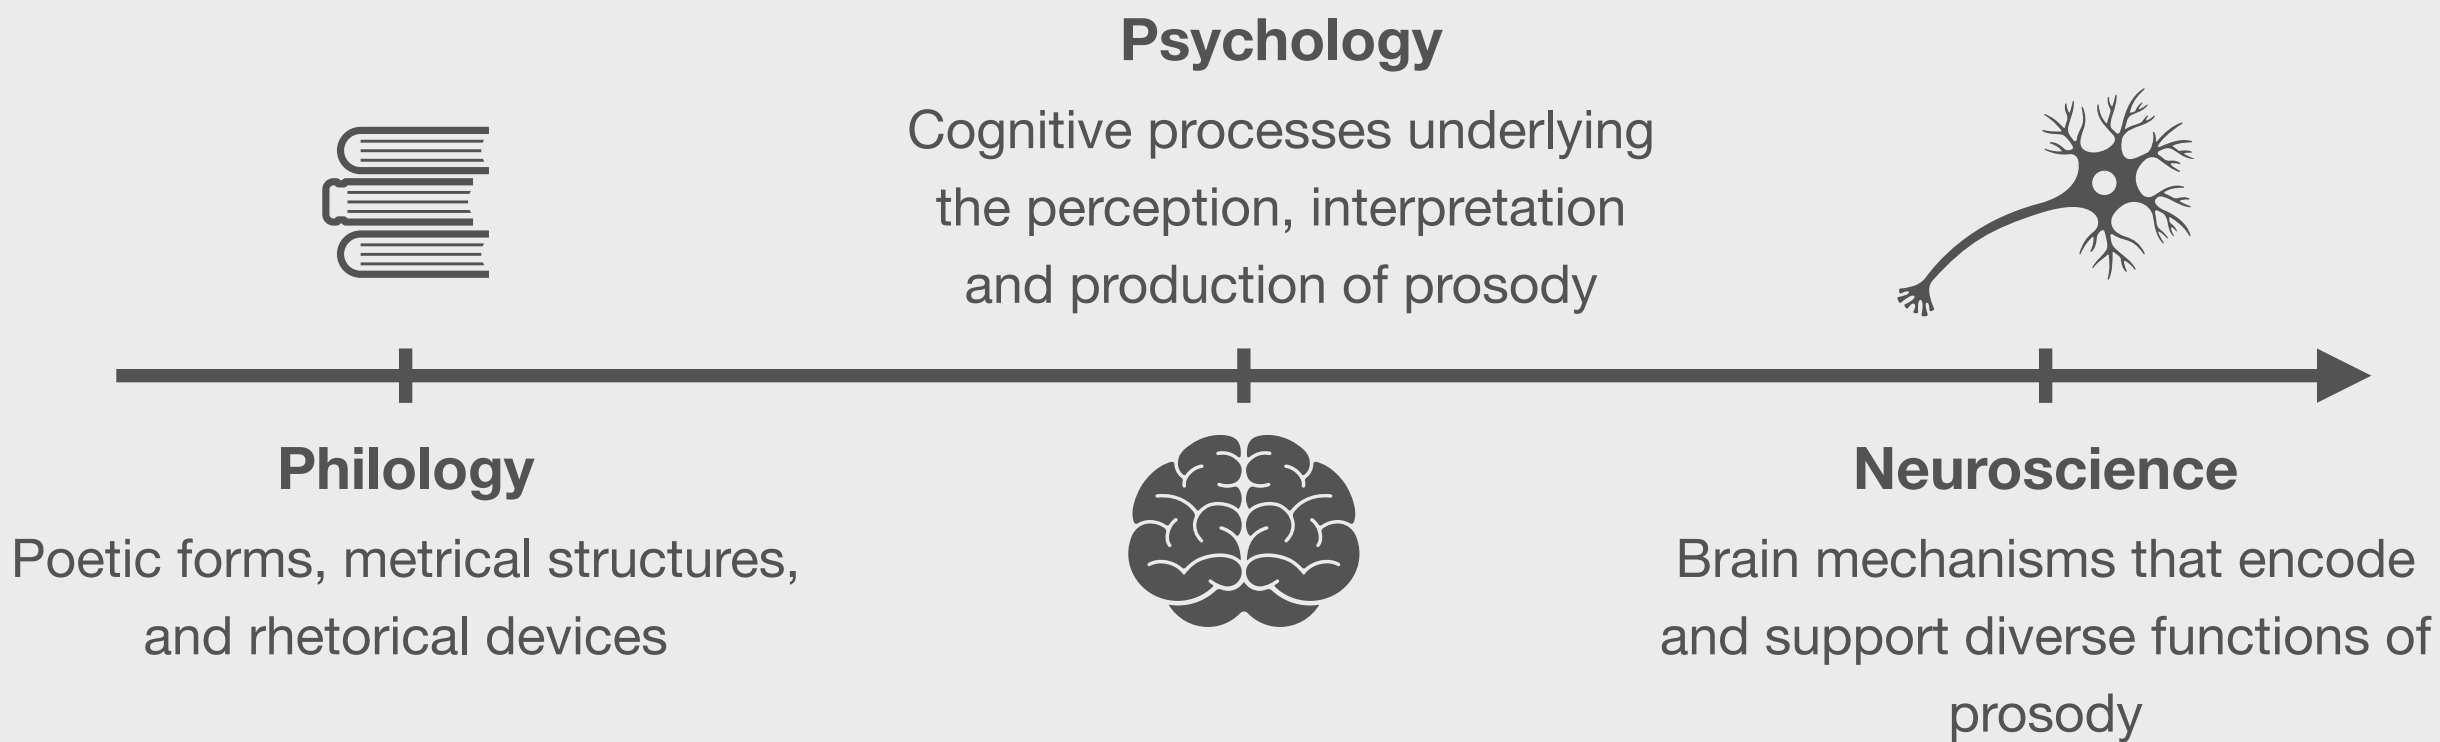 Psychology
Cognitive processes underlying
the perception, interpretation
and production of prosody
Philology
Poetic forms, metrical structures,
and rhetorical devices
Neuroscience
Brain mechanisms that encode
and support diverse functions of
prosody